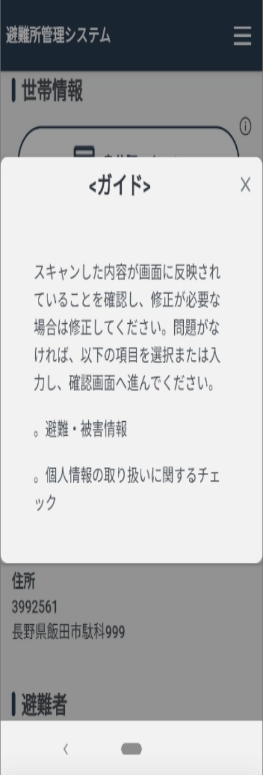 避難所管理システム
世帯情報
<ガイド>
スキャンした内容が画面に反映され
ていることを確認し、修正が必要な
場合は修正してください。問題がな
ければ、以下の項目を選択または入
力し、確認画面へ進んでください。
。避難・被害情報
。個人情報の取り扱いに関するチェ
ック
住所
3992561
長野県飯田市駄科999
避難者